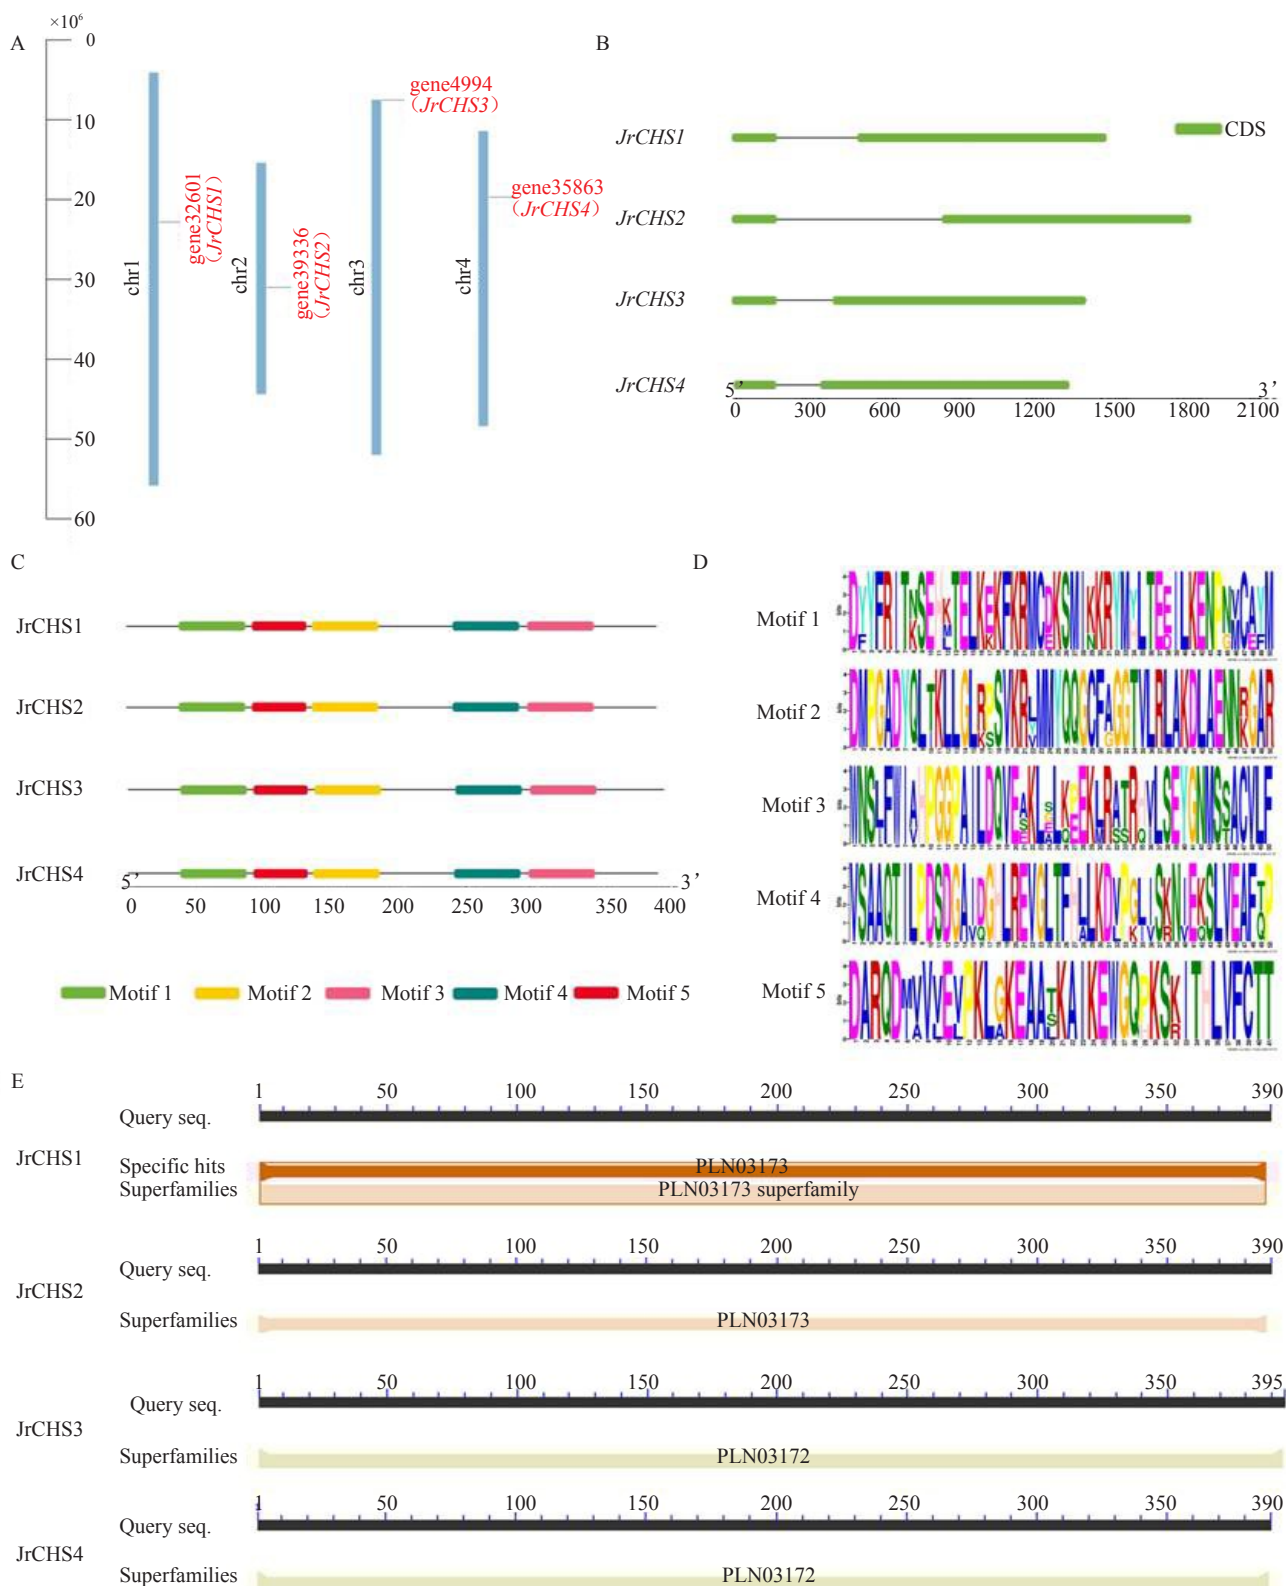 A
×10⁶
0
10
20
30
40
50
60
chr1
gene32601
(JrCHS1)
chr2
gene39336
(JrCHS2)
chr3
gene4994
(JrCHS3)
chr4
gene35863
(JrCHS4)
B
CDS
JrCHS1
JrCHS2
JrCHS3
JrCHS4
5’ 3’
0 300 600 900 1200 1500 1800 2100
C
JrCHS1
JrCHS2
JrCHS3
JrCHS4
5’ 3’
0 50 100 150 200 250 300 350 400
Motif 1 Motif 2 Motif 3 Motif 4 Motif 5
D
Motif 1
Motif 2
Motif 3
Motif 4
Motif 5
E
JrCHS1
1 50 100 150 200 250 300 350 390
Query seq.
Specific hits PLN03173
Superfamilies PLN03173 superfamily
JrCHS2
1 50 100 150 200 250 300 350 390
Query seq.
Superfamilies PLN03173
JrCHS3
1 50 100 150 200 250 300 350 395
Query seq.
Superfamilies PLN03172
JrCHS4
1 50 100 150 200 250 300 350 390
Query seq.
Superfamilies PLN03172